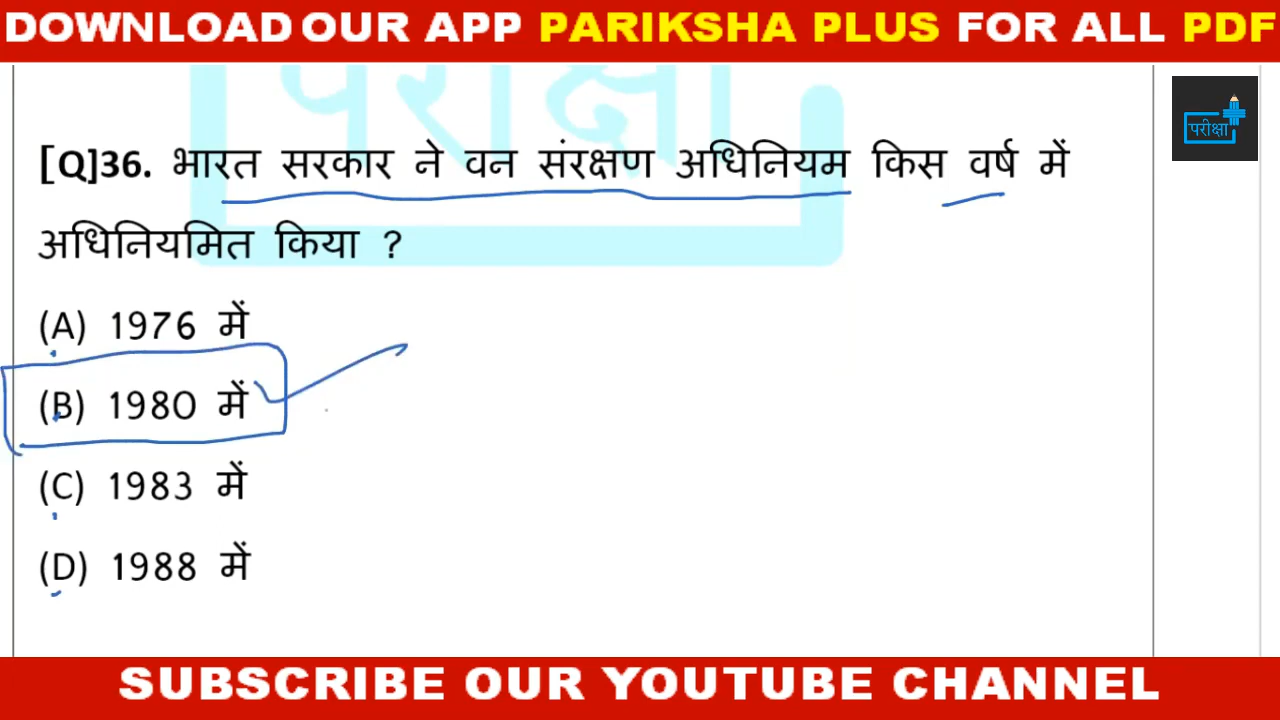 DOWNLOAD OUR APP PARIKSHA PLUS FOR ALL PDF
परीक्षा
परीक्षा
[Q]36. भारत सरकार ने वन संरक्षण अधिनियम किस वर्ष में
अधिनियमित किया ?
(A) 1976 में
(B) 1980 में
(C) 1983 में
(D) 1988 में
SUBSCRIBE OUR YOUTUBE CHANNEL